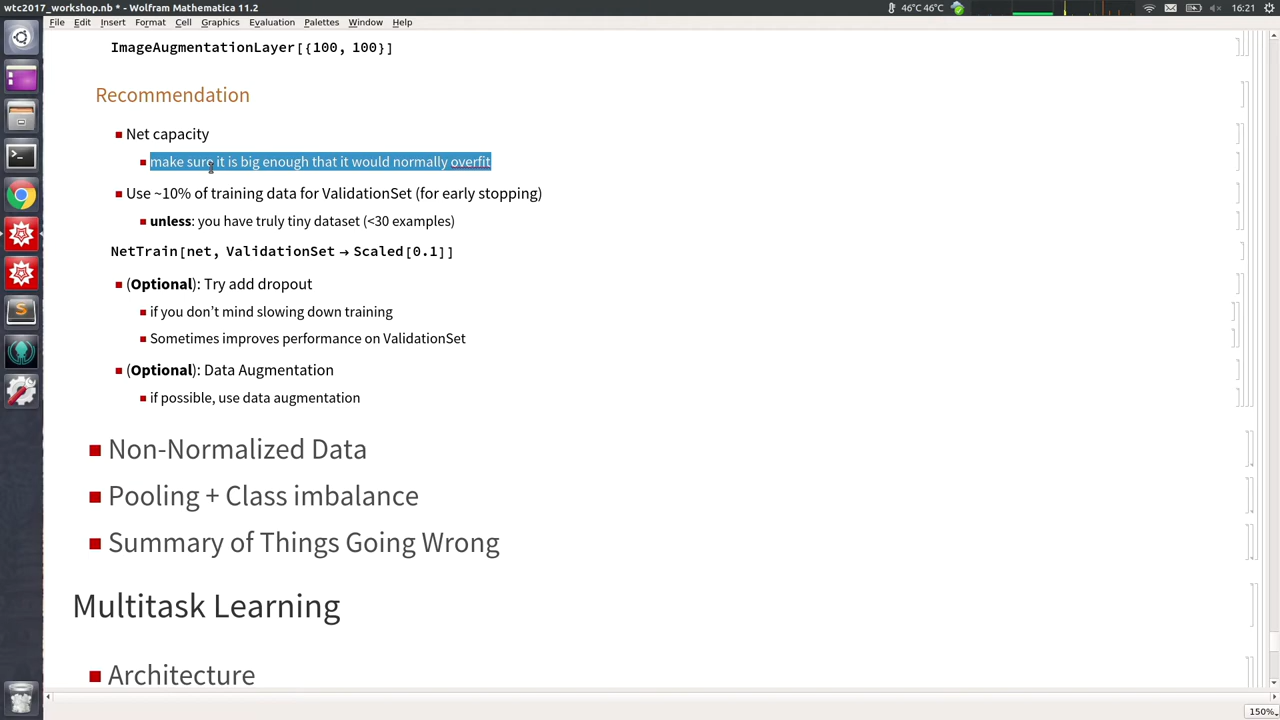 wtc2017_workshop.nb * - Wolfram Mathematica 11.2
46°C 46°C
16:21
File Edit Insert Format Cell Graphics Evaluation Palettes Window Help
ImageAugmentationLayer[{100, 100}]
Recommendation
Net capacity
make sure it is big enough that it would normally overfit
Use ~10% of training data for ValidationSet (for early stopping)
unless: you have truly tiny dataset (<30 examples)
NetTrain[net, ValidationSet → Scaled[0.1]]
(Optional): Try add dropout
if you don’t mind slowing down training
Sometimes improves performance on ValidationSet
(Optional): Data Augmentation
if possible, use data augmentation
Non-Normalized Data
Pooling + Class imbalance
Summary of Things Going Wrong
Multitask Learning
Architecture
150%